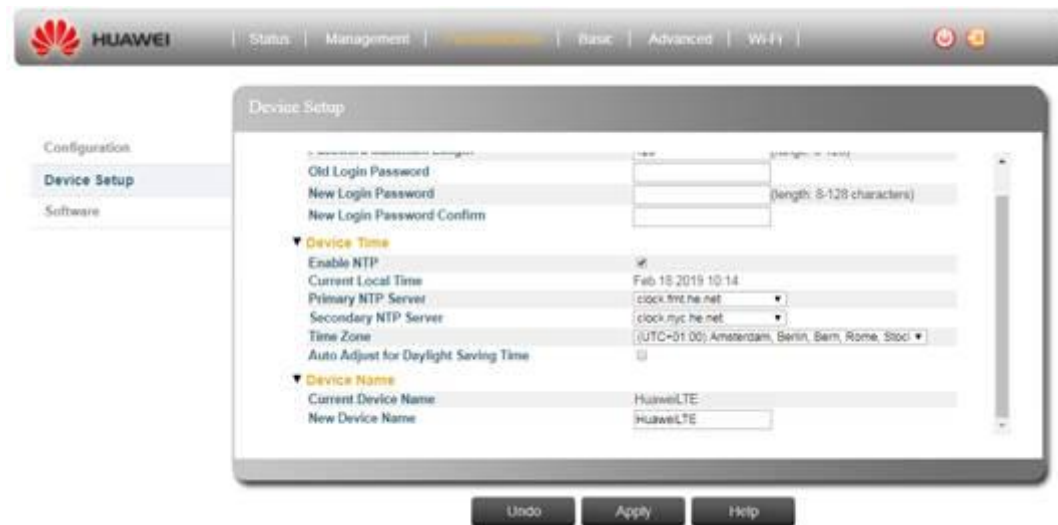 HUAWEI | Status | Management | | Basic | Advanced | Wi-Fi |
Device Setup
Configuration
Device Setup
Software
Old Login Password
New Login Password (length: 8-128 characters)
New Login Password Confirm
Device Time
Enable NTP
Current Local Time Feb 18 2019 10:14
Primary NTP Server clock.fmt.he.net
Secondary NTP Server clock.nyc.he.net
Time Zone (UTC+01:00) Amsterdam, Berlin, Bern, Rome, Stocl
Auto Adjust for Daylight Saving Time
Device Name
Current Device Name HuaweiLTE
New Device Name HuaweiLTE
Undo Apply Help